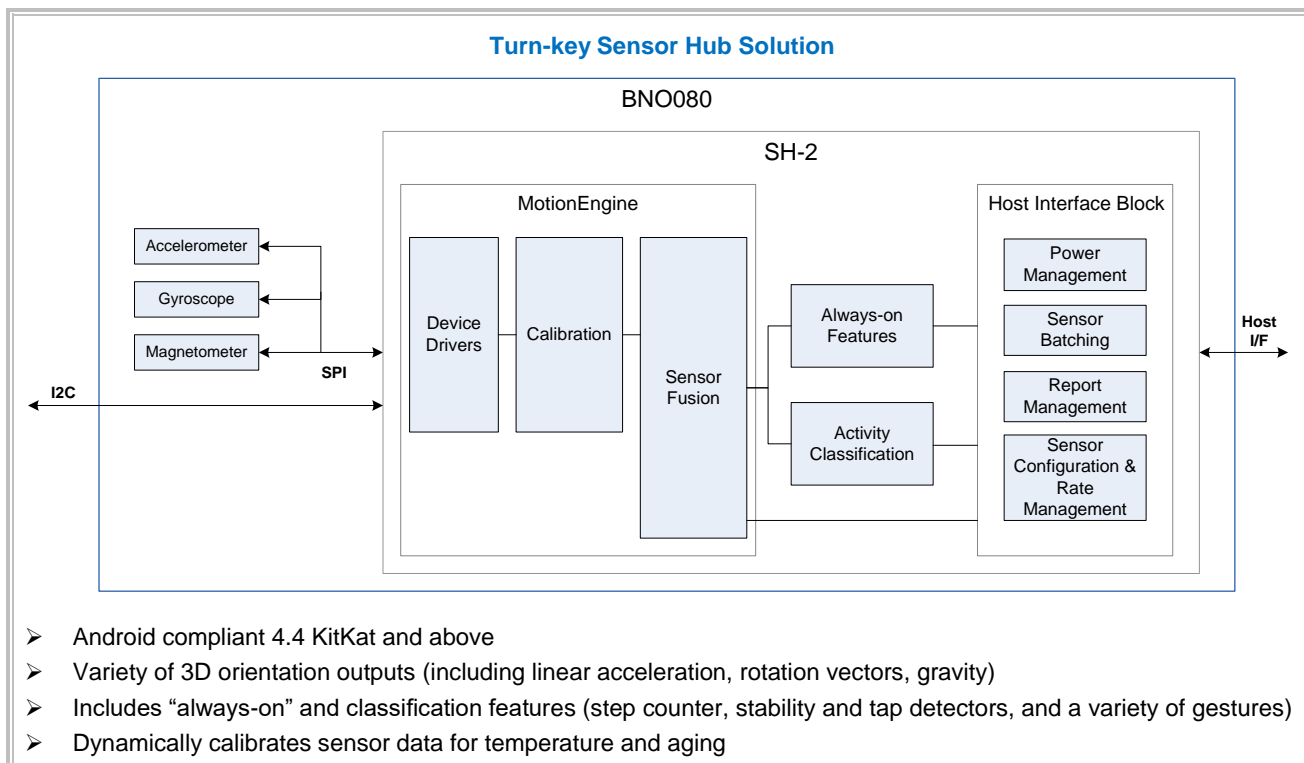 Turn-key Sensor Hub Solution
BNO080
SH-2
MotionEngine
Host Interface Block
Accelerometer
Gyroscope
Magnetometer
SPI
I2C
Device
Drivers
Calibration
Sensor
Fusion
Always-on
Features
Activity
Classification
Power
Management
Sensor
Batching
Report
Management
Sensor
Configuration &
Rate
Management
Host
I/F
➢ Android compliant 4.4 KitKat and above
➢ Variety of 3D orientation outputs (including linear acceleration, rotation vectors, gravity)
➢ Includes “always-on” and classification features (step counter, stability and tap detectors, and a variety of gestures)
➢ Dynamically calibrates sensor data for temperature and aging